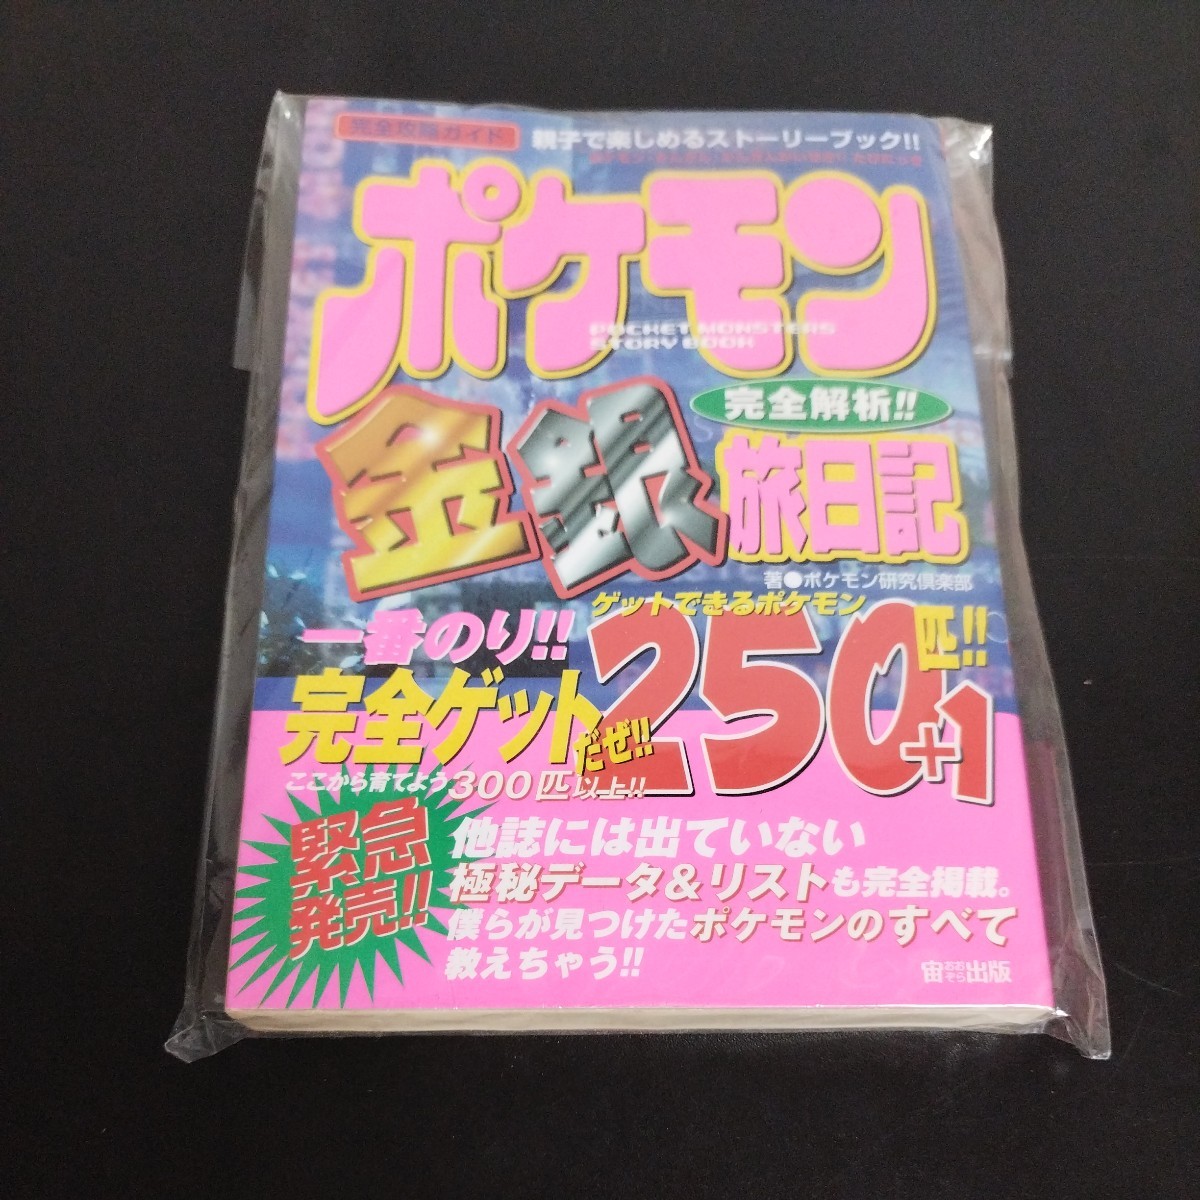 完全攻略ガイド
親子で楽しめるストーリーブック!!
ポケモン
POCKET MONSTERS
STORY BOOK
完全解析!!
金銀
旅日記
著●ポケモン研究倶楽部
ゲットできるポケモン
250匹!!
+1
一番のり!!
完全ゲットだぜ!!
ここから育てよう300匹以上!!
緊急
発売!!
他誌には出ていない
極秘データ&リストも完全掲載。
僕らが見つけたポケモンのすべて
教えちゃう!!
宙おおぞら出版